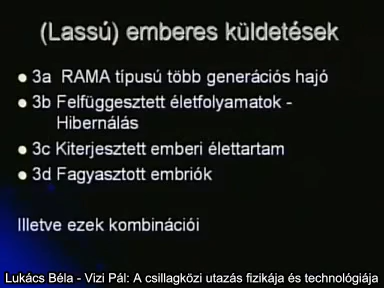 (Lassú) emberes küldetések
● 3a RAMA típusú több generációs hajó
● 3b Felfüggesztett életfolyamatok -
Hibernálás
● 3c Kiterjesztett emberi élettartam
● 3d Fagyasztott embriók
Illetve ezek kombinációi
Lukács Béla - Vizi Pál: A csillagközi utazás fizikája és technológiája